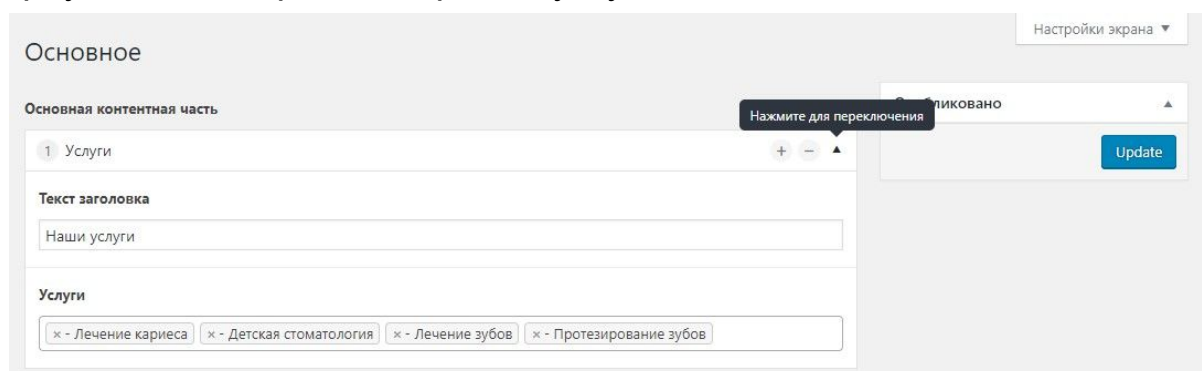 Настройки экрана ▼
Основное
Основная контентная часть
Нажмите для переключения
ликовано
1 Услуги
+ − ▲
Update
Текст заголовка
Наши услуги
Услуги
× - Лечение кариеса × - Детская стоматология × - Лечение зубов × - Протезирование зубов